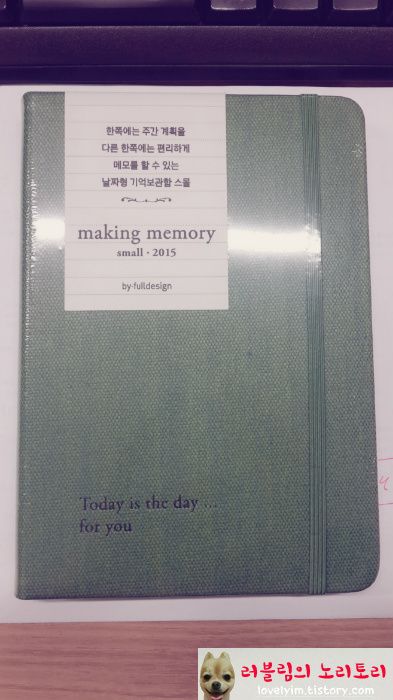 한쪽에는 주간 계획을
다른 한쪽에는 편리하게
메모를 할 수 있는
날짜형 기억보관함 스몰
making memory
small · 2015
by·fulldesign
Today is the day ...
for you
러블림의 노리토리
lovelyim.tistory.com